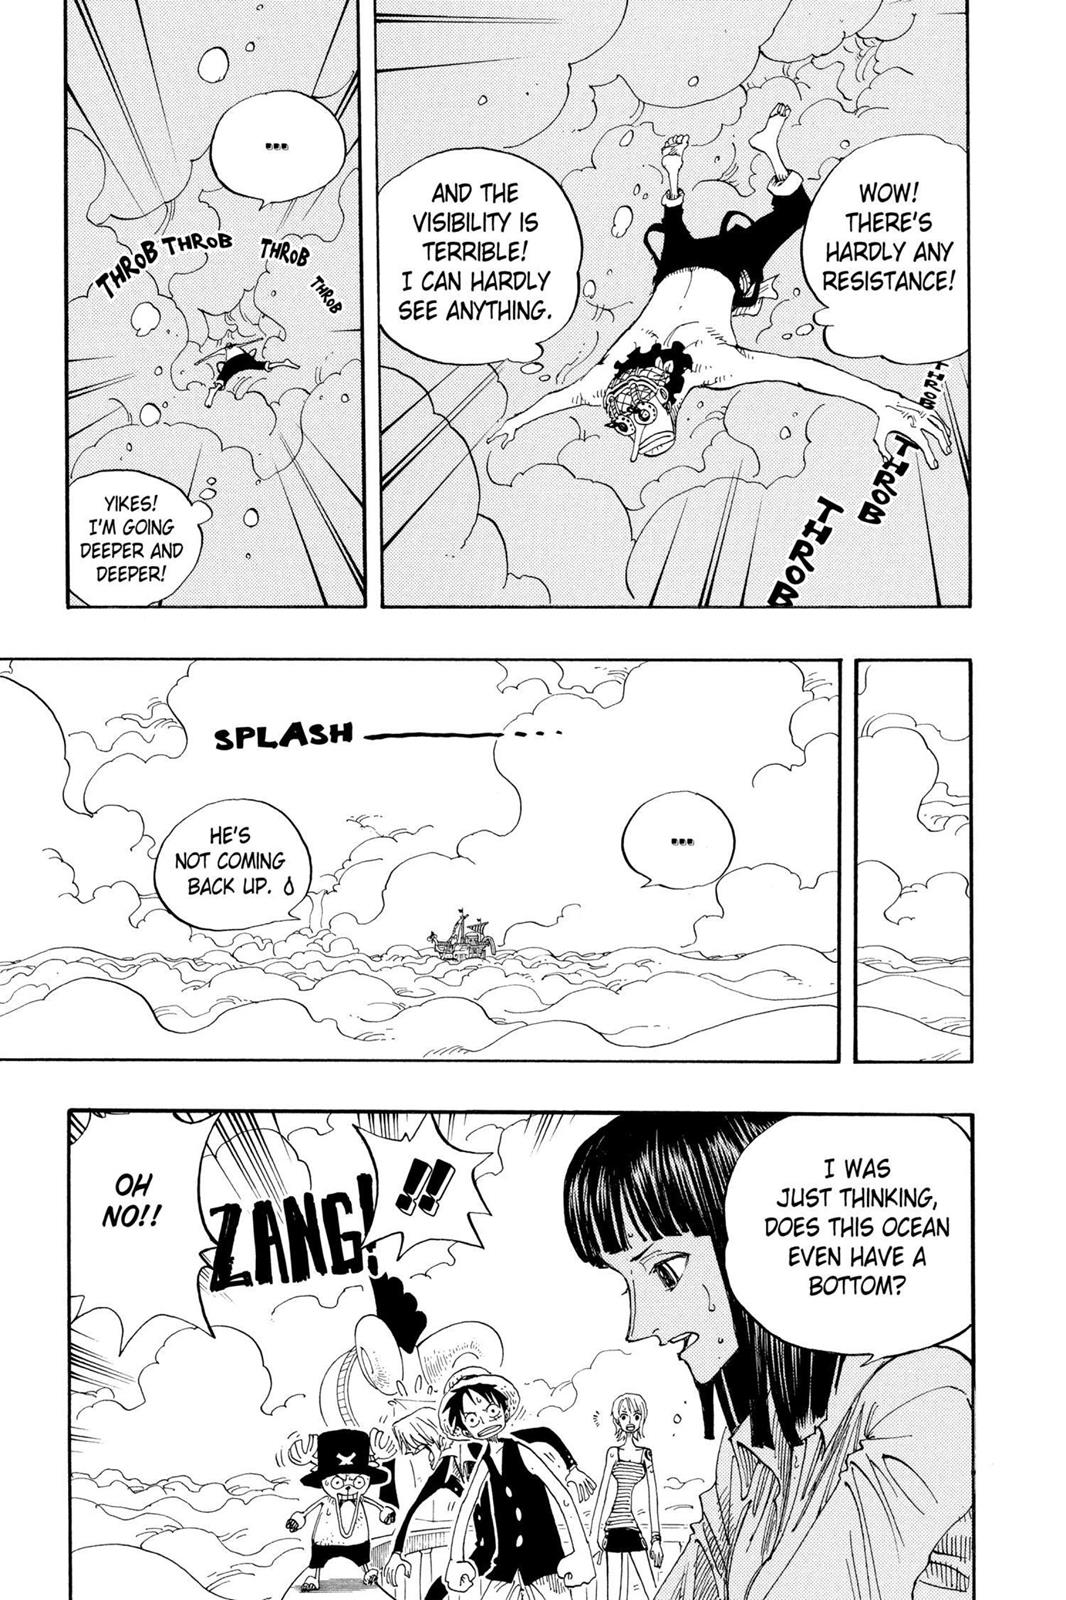 WOW!
THERE'S
HARDLY ANY
RESISTANCE!
AND THE
VISIBILITY IS
TERRIBLE!
I CAN HARDLY
SEE ANYTHING.
THROB
THROB
THROB
...
THROB
THROB
THROB
THROB
YIKES!
I'M GOING
DEEPER AND
DEEPER!
SPLASH
...
HE'S
NOT COMING
BACK UP.
I WAS
JUST THINKING,
DOES THIS OCEAN
EVEN HAVE A
BOTTOM?
!!
ZANG!
OH
NO!!